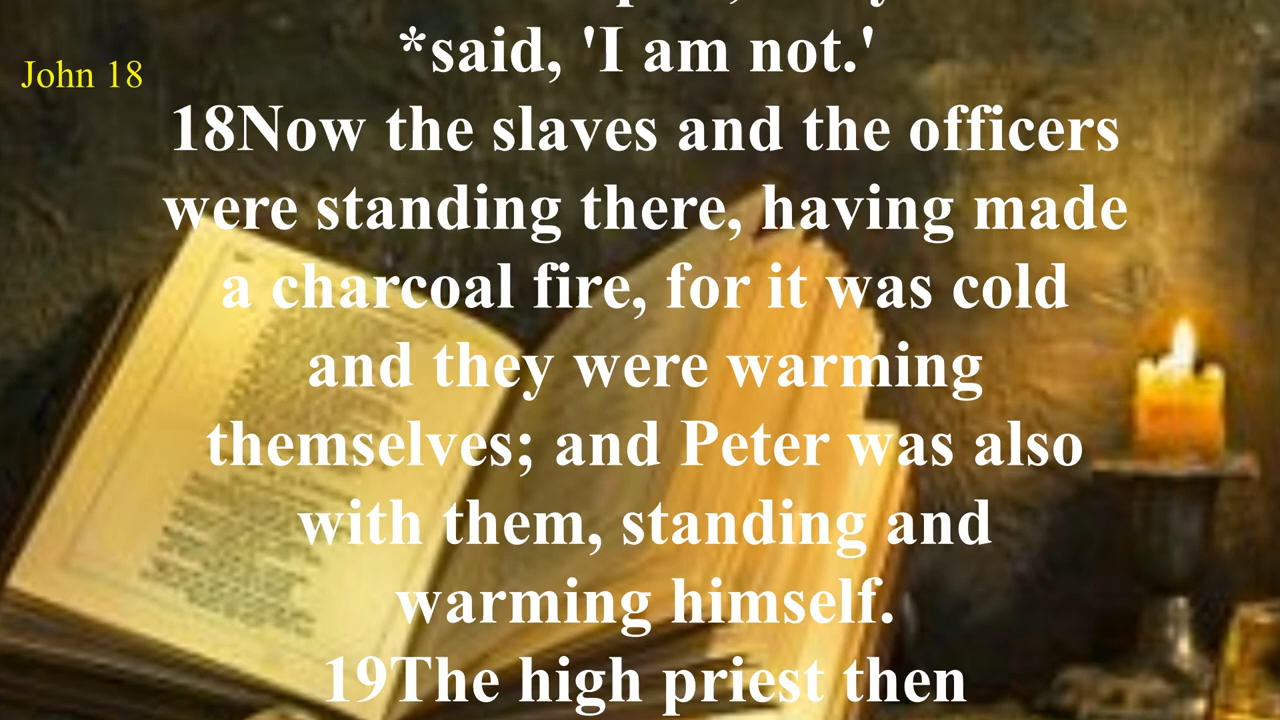 *said, 'I am not.'
John 18
18Now the slaves and the officers
were standing there, having made
a charcoal fire, for it was cold
and they were warming
themselves; and Peter was also
with them, standing and
warming himself.
19The high priest then